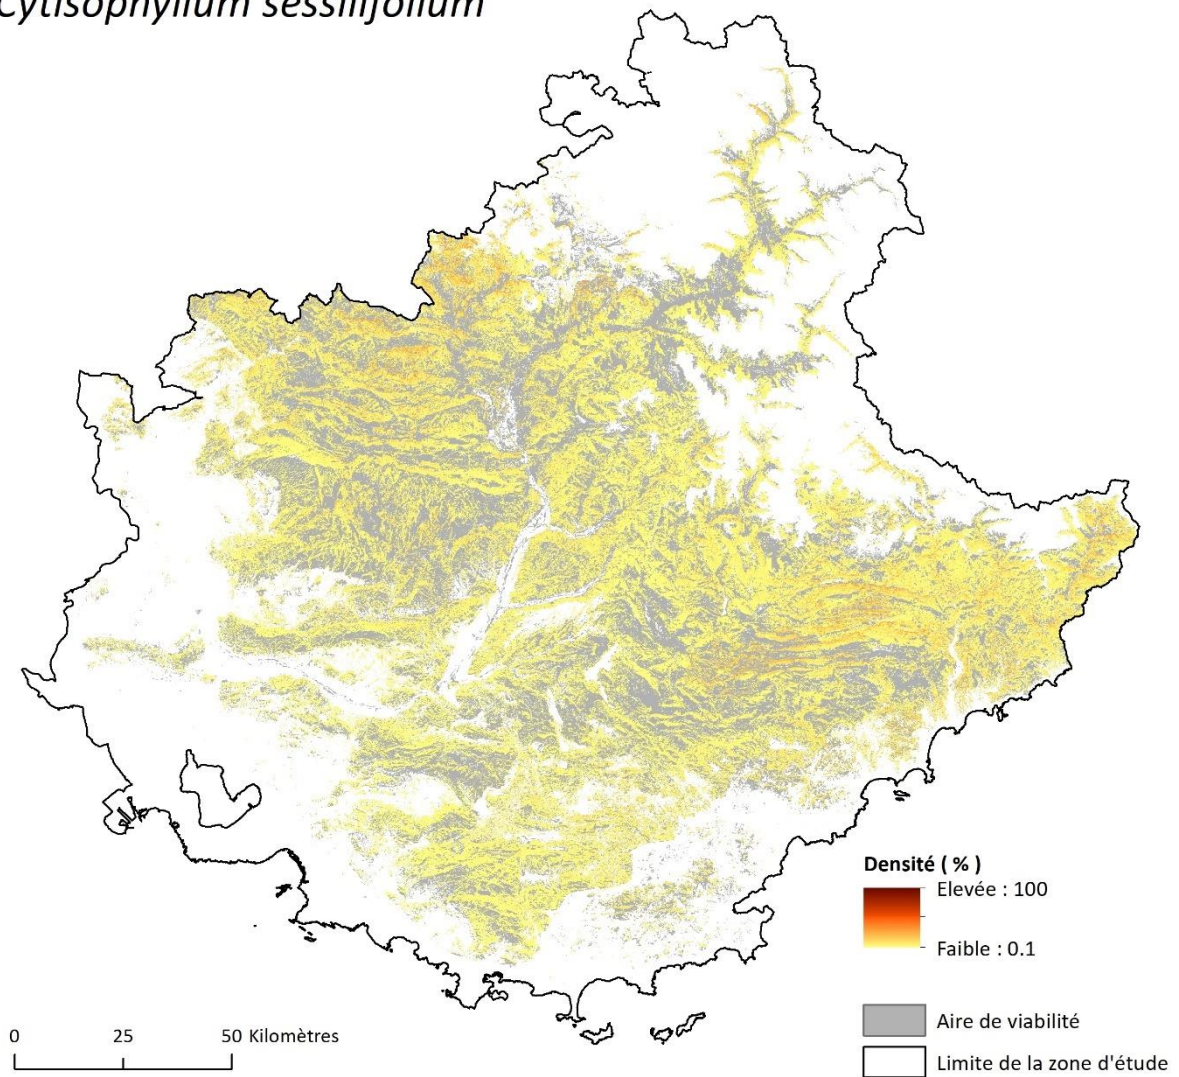 Cytisophyllum sessilifolium
Densité ( % )
Elevée : 100
Faible : 0.1
Aire de viabilité
Limite de la zone d'étude
0 25 50 Kilomètres